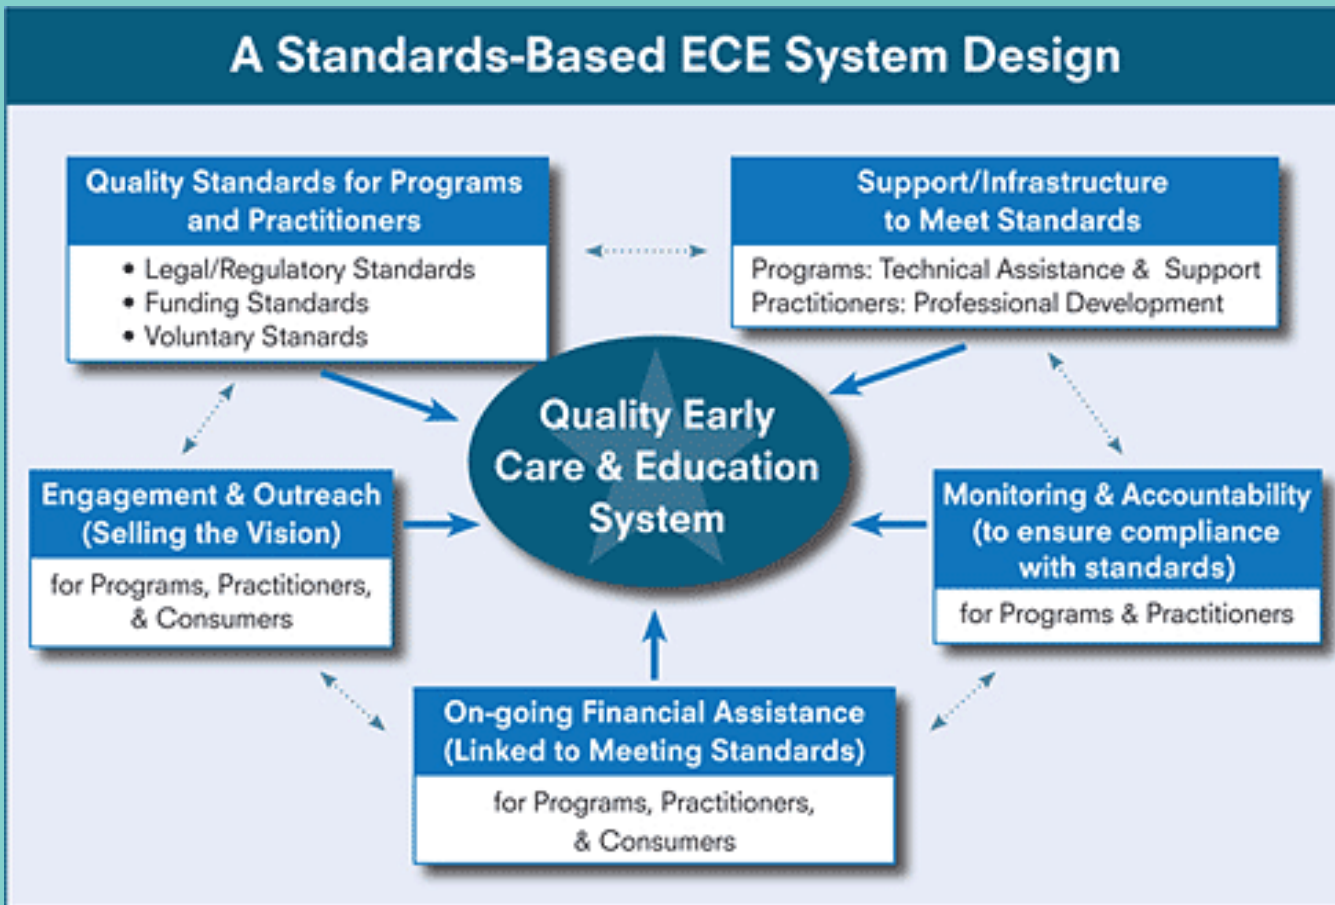 A Standards-Based ECE System Design
Quality Standards for Programs
and Practitioners
• Legal/Regulatory Standards
• Funding Standards
• Voluntary Stanards
Support/Infrastructure
to Meet Standards
Programs: Technical Assistance & Support
Practitioners: Professional Development
Quality Early
Care & Education
System
Engagement & Outreach
(Selling the Vision)
for Programs, Practitioners,
& Consumers
Monitoring & Accountability
(to ensure compliance
with standards)
for Programs & Practitioners
On-going Financial Assistance
(Linked to Meeting Standards)
for Programs, Practitioners,
& Consumers